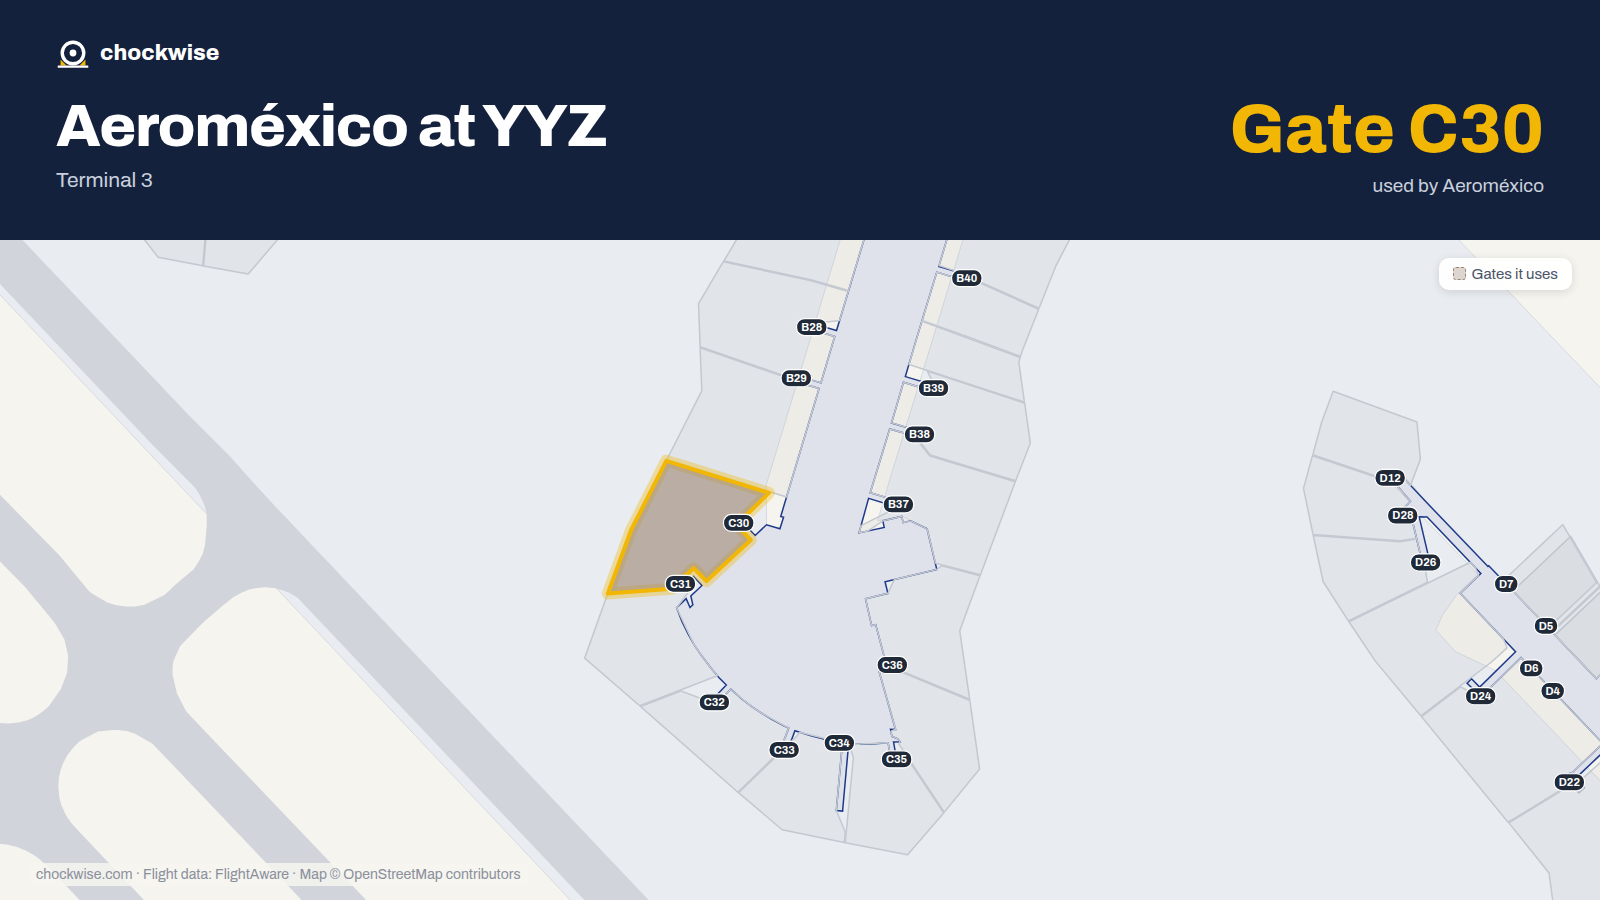 chockwise
Aeroméxico at YYZ
Terminal 3
Gate C30
used by Aeroméxico
Gates it uses
B40
B28
B29
B39
B38
B37
C30
C31
C36
C32
C33
C34
C35
D12
D28
D26
D7
D5
D6
D4
D24
D22
chockwise.com · Flight data: FlightAware · Map © OpenStreetMap contributors